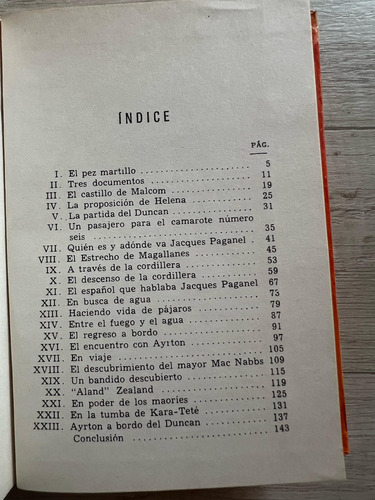 ÍNDICE
PÁG.
I. El pez martillo 5
II. Tres documentos 11
III. El castillo de Malcom 19
IV. La proposición de Helena 25
V. La partida del Duncan 31
VI. Un pasajero para el camarote número
seis 35
VII. Quién es y adónde va Jacques Paganel 41
VIII. El Estrecho de Magallanes 45
IX. A través de la cordillera 53
X. El descenso de la cordillera 59
XI. El español que hablaba Jacques Paganel 67
XII. En busca de agua 73
XIII. Haciendo vida de pájaros 79
XIV. Entre el fuego y el agua 87
XV. El regreso a bordo 91
XVI. El encuentro con Ayrton 97
XVII. En viaje 105
XVIII. El descubrimiento del mayor Mac Nabbs 109
XIX. Un bandido descubierto 115
XX. "Aland" Zealand 119
XXI. En poder de los maoríes 125
XXII. En la tumba de Kara-Teté 131
XXIII. Ayrton a bordo del Duncan 137
Conclusión 143